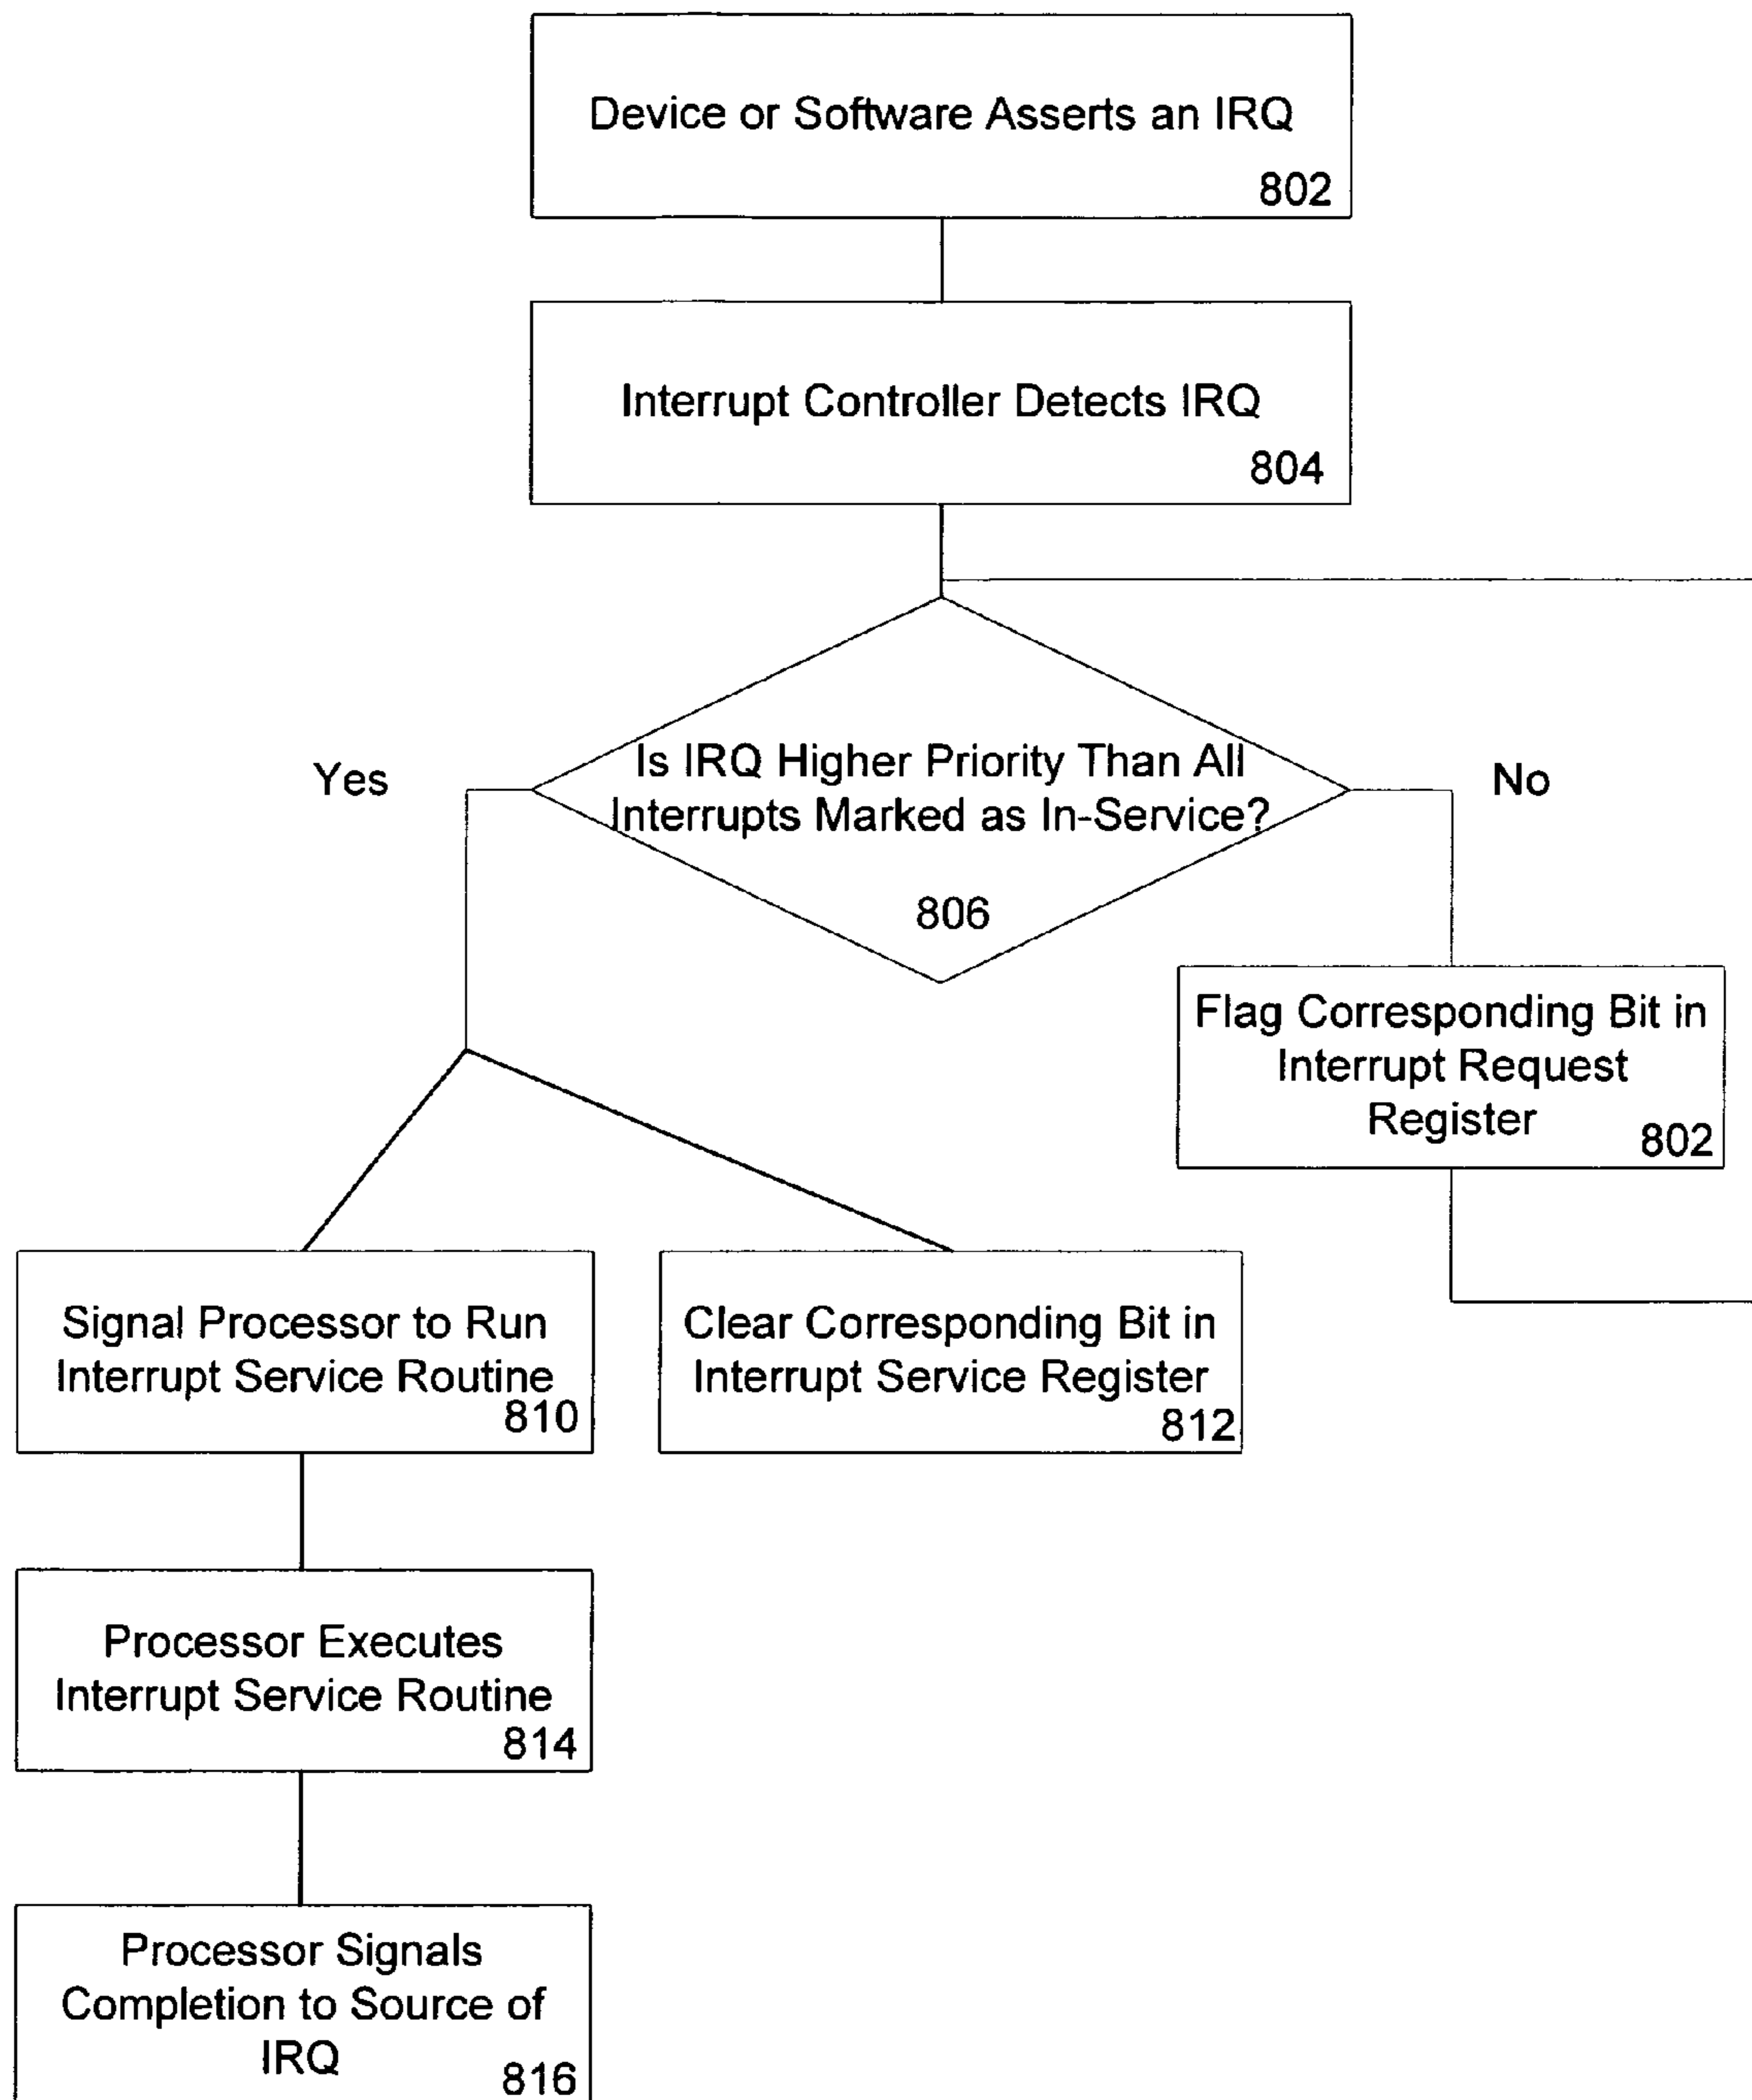 Device or Software Asserts an IRQ
802
Interrupt Controller Detects IRQ
804
Yes
Is IRQ Higher Priority Than All
Interrupts Marked as In-Service?
806
No
Flag Corresponding Bit in
Interrupt Request
Register
802
Signal Processor to Run
Interrupt Service Routine
810
Clear Corresponding Bit in
Interrupt Service Register
812
Processor Executes
Interrupt Service Routine
814
Processor Signals
Completion to Source of
IRQ
816